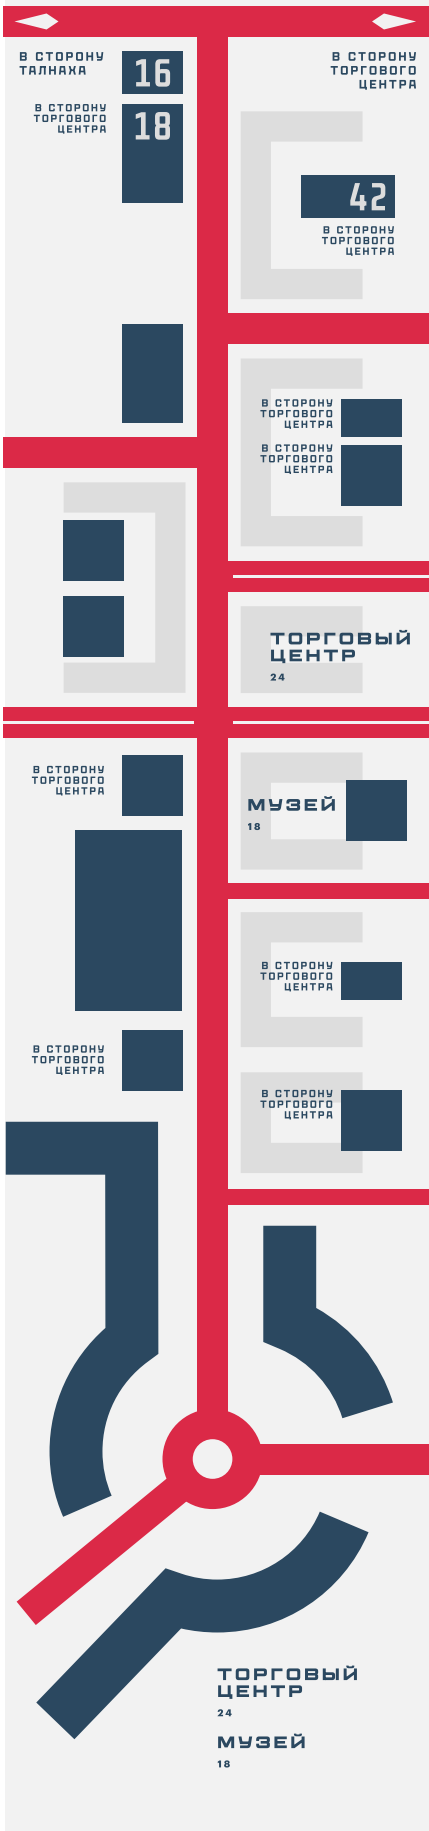 В СТОРОНУ
ТАЛНАХА
16
В СТОРОНУ
ТОРГОВОГО
ЦЕНТРА
18
В СТОРОНУ
ТОРГОВОГО
ЦЕНТРА
42
В СТОРОНУ
ТОРГОВОГО
ЦЕНТРА
В СТОРОНУ
ТОРГОВОГО
ЦЕНТРА
В СТОРОНУ
ТОРГОВОГО
ЦЕНТРА
ТОРГОВЫЙ
ЦЕНТР
24
В СТОРОНУ
ТОРГОВОГО
ЦЕНТРА
МУЗЕЙ
18
В СТОРОНУ
ТОРГОВОГО
ЦЕНТРА
В СТОРОНУ
ТОРГОВОГО
ЦЕНТРА
В СТОРОНУ
ТОРГОВОГО
ЦЕНТРА
ТОРГОВЫЙ
ЦЕНТР
24
МУЗЕЙ
18